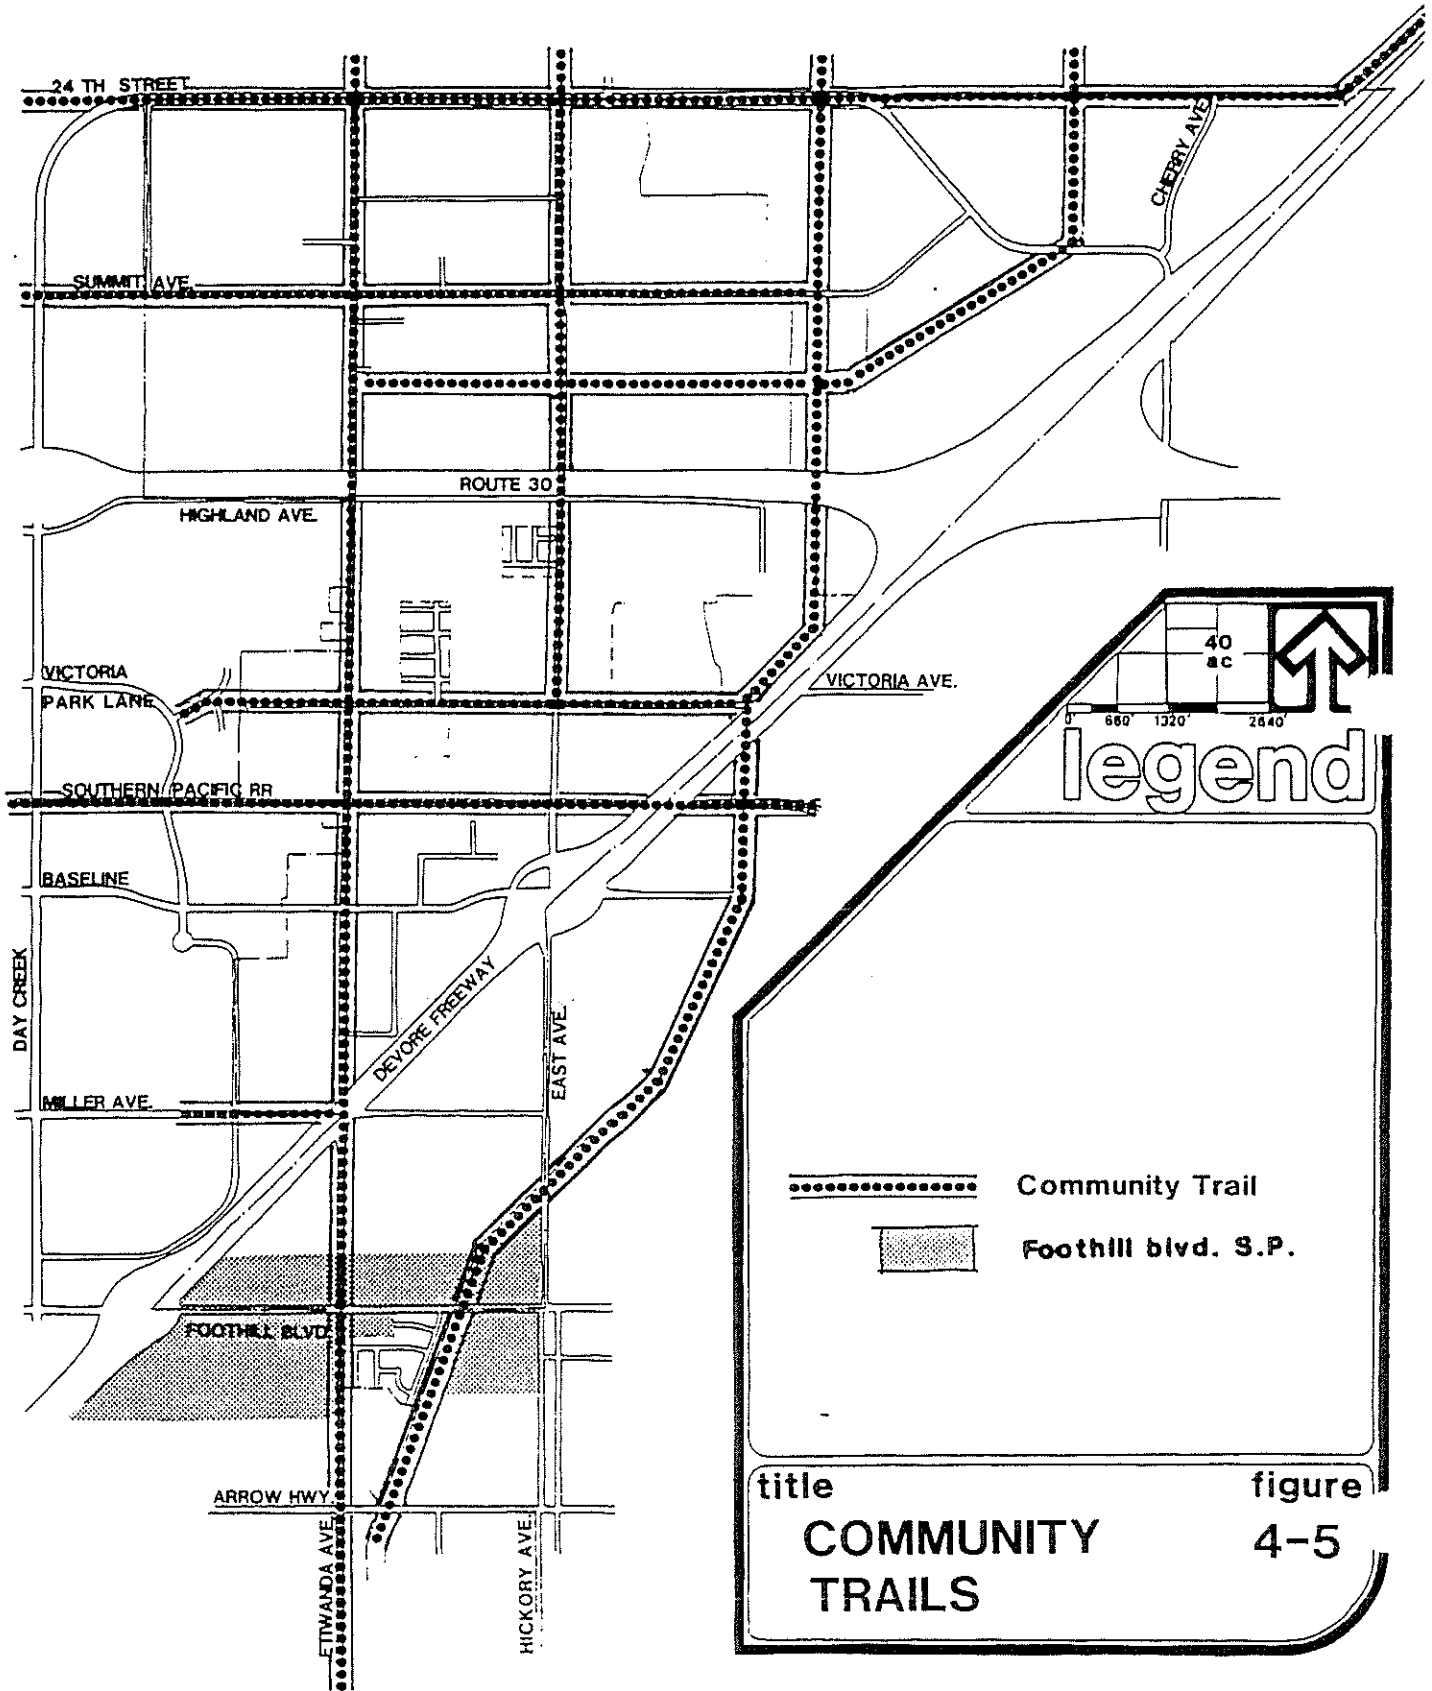 24 TH STREET
CHERRY AVE.
SUMMIT AVE.
ROUTE 30
HIGHLAND AVE.
VICTORIA
PARK LANE
VICTORIA AVE.
SOUTHERN PACIFIC RR
BASELINE
DAY CREEK
DEVORE FREEWAY
EAST AVE.
MILLER AVE.
FOOTHILL BLVD
ARROW HWY.
ETIWANDA AVE.
HICKORY AVE.
40
ac
0' 660' 1320' 2640'
legend
Community Trail
Foothill blvd. S.P.
title figure
COMMUNITY 4-5
TRAILS